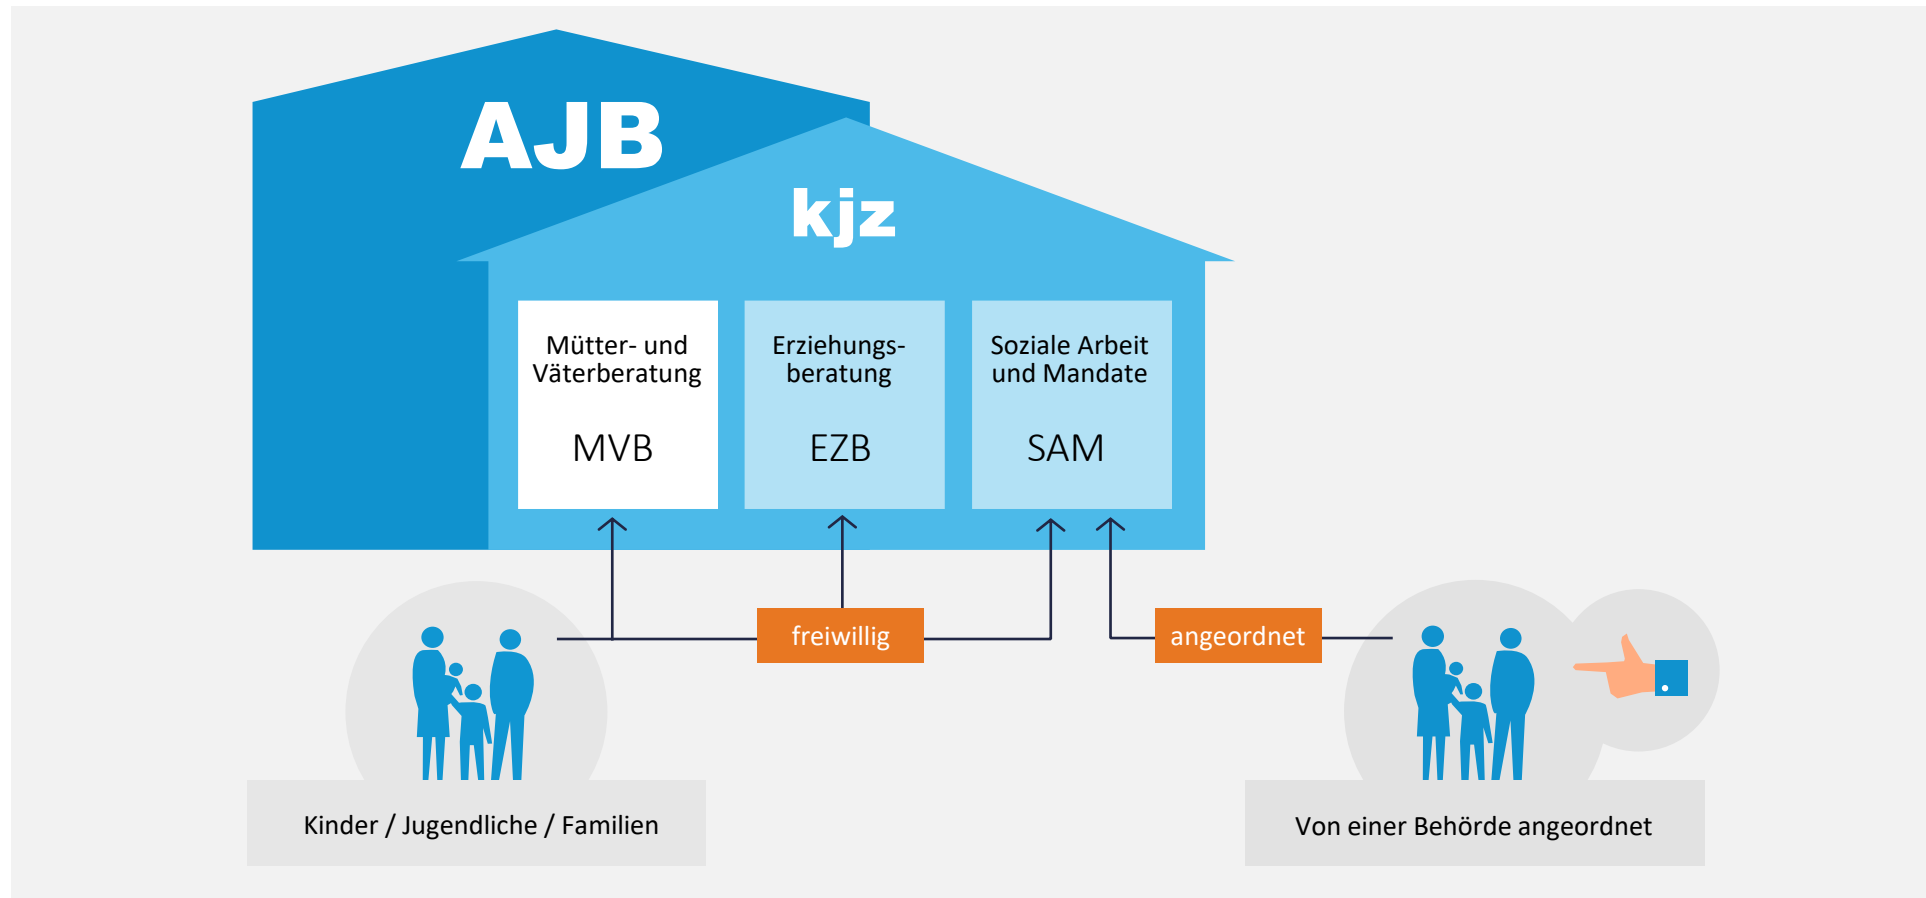 AJB
kjz
Mütter- und
Väterberatung
MVB
Erziehungs-
beratung
EZB
Soziale Arbeit
und Mandate
SAM
freiwillig
angeordnet
Kinder / Jugendliche / Familien
Von einer Behörde angeordnet